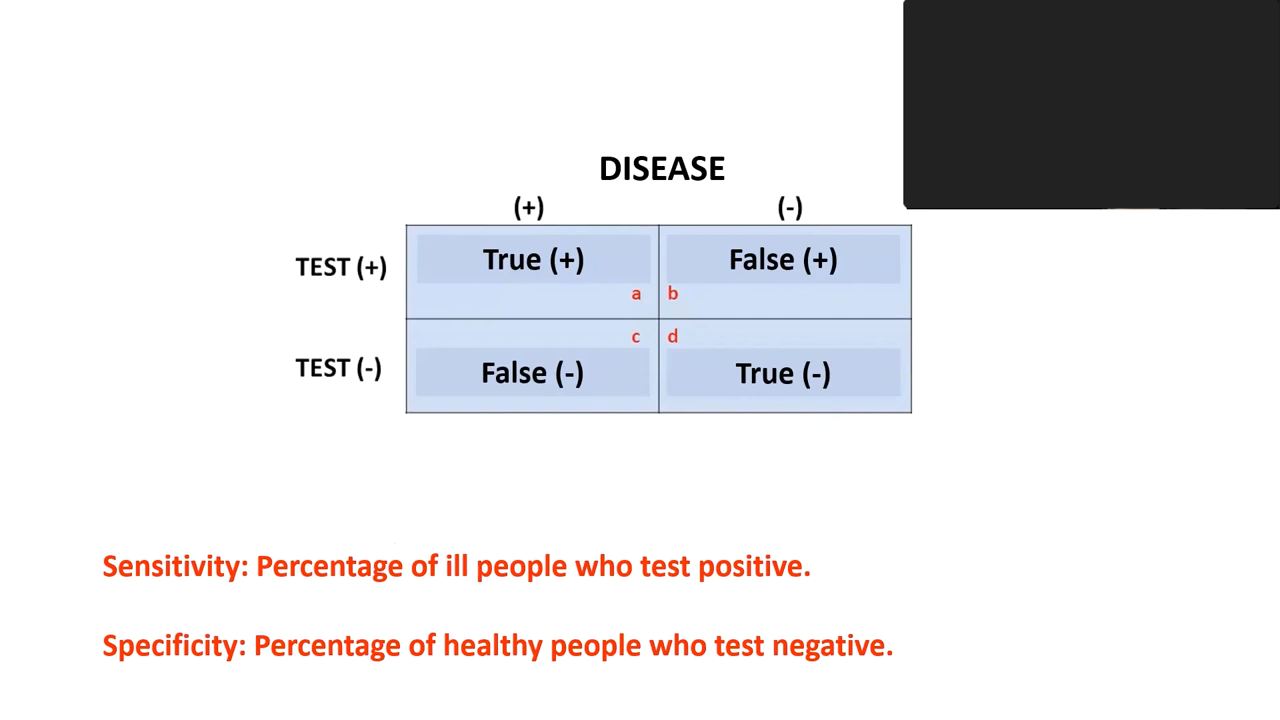 DISEASE
(+) (-)
TEST (+) True (+) False (+)
a b
c d
TEST (-) False (-) True (-)
Sensitivity: Percentage of ill people who test positive.
Specificity: Percentage of healthy people who test negative.